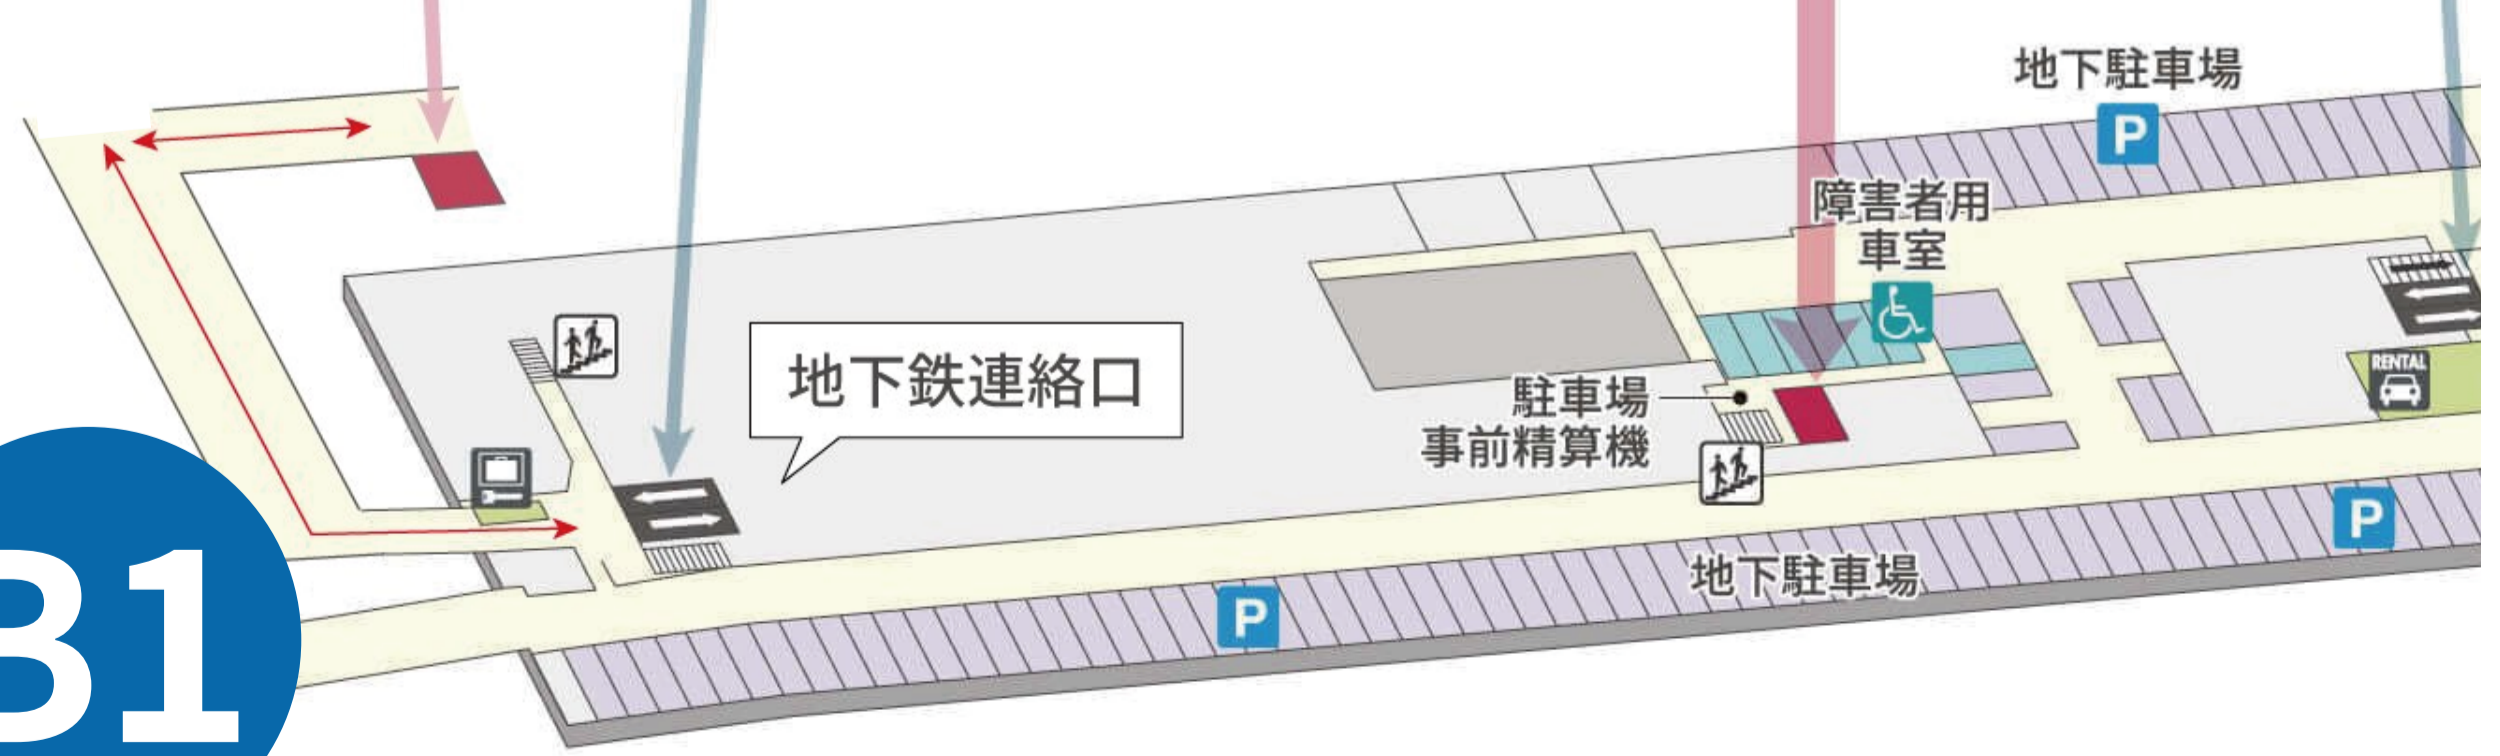 地下駐車場
P
障害者用
車室
地下鉄連絡口
RENTAL
駐車場
事前精算機
P
地下駐車場
P
B1